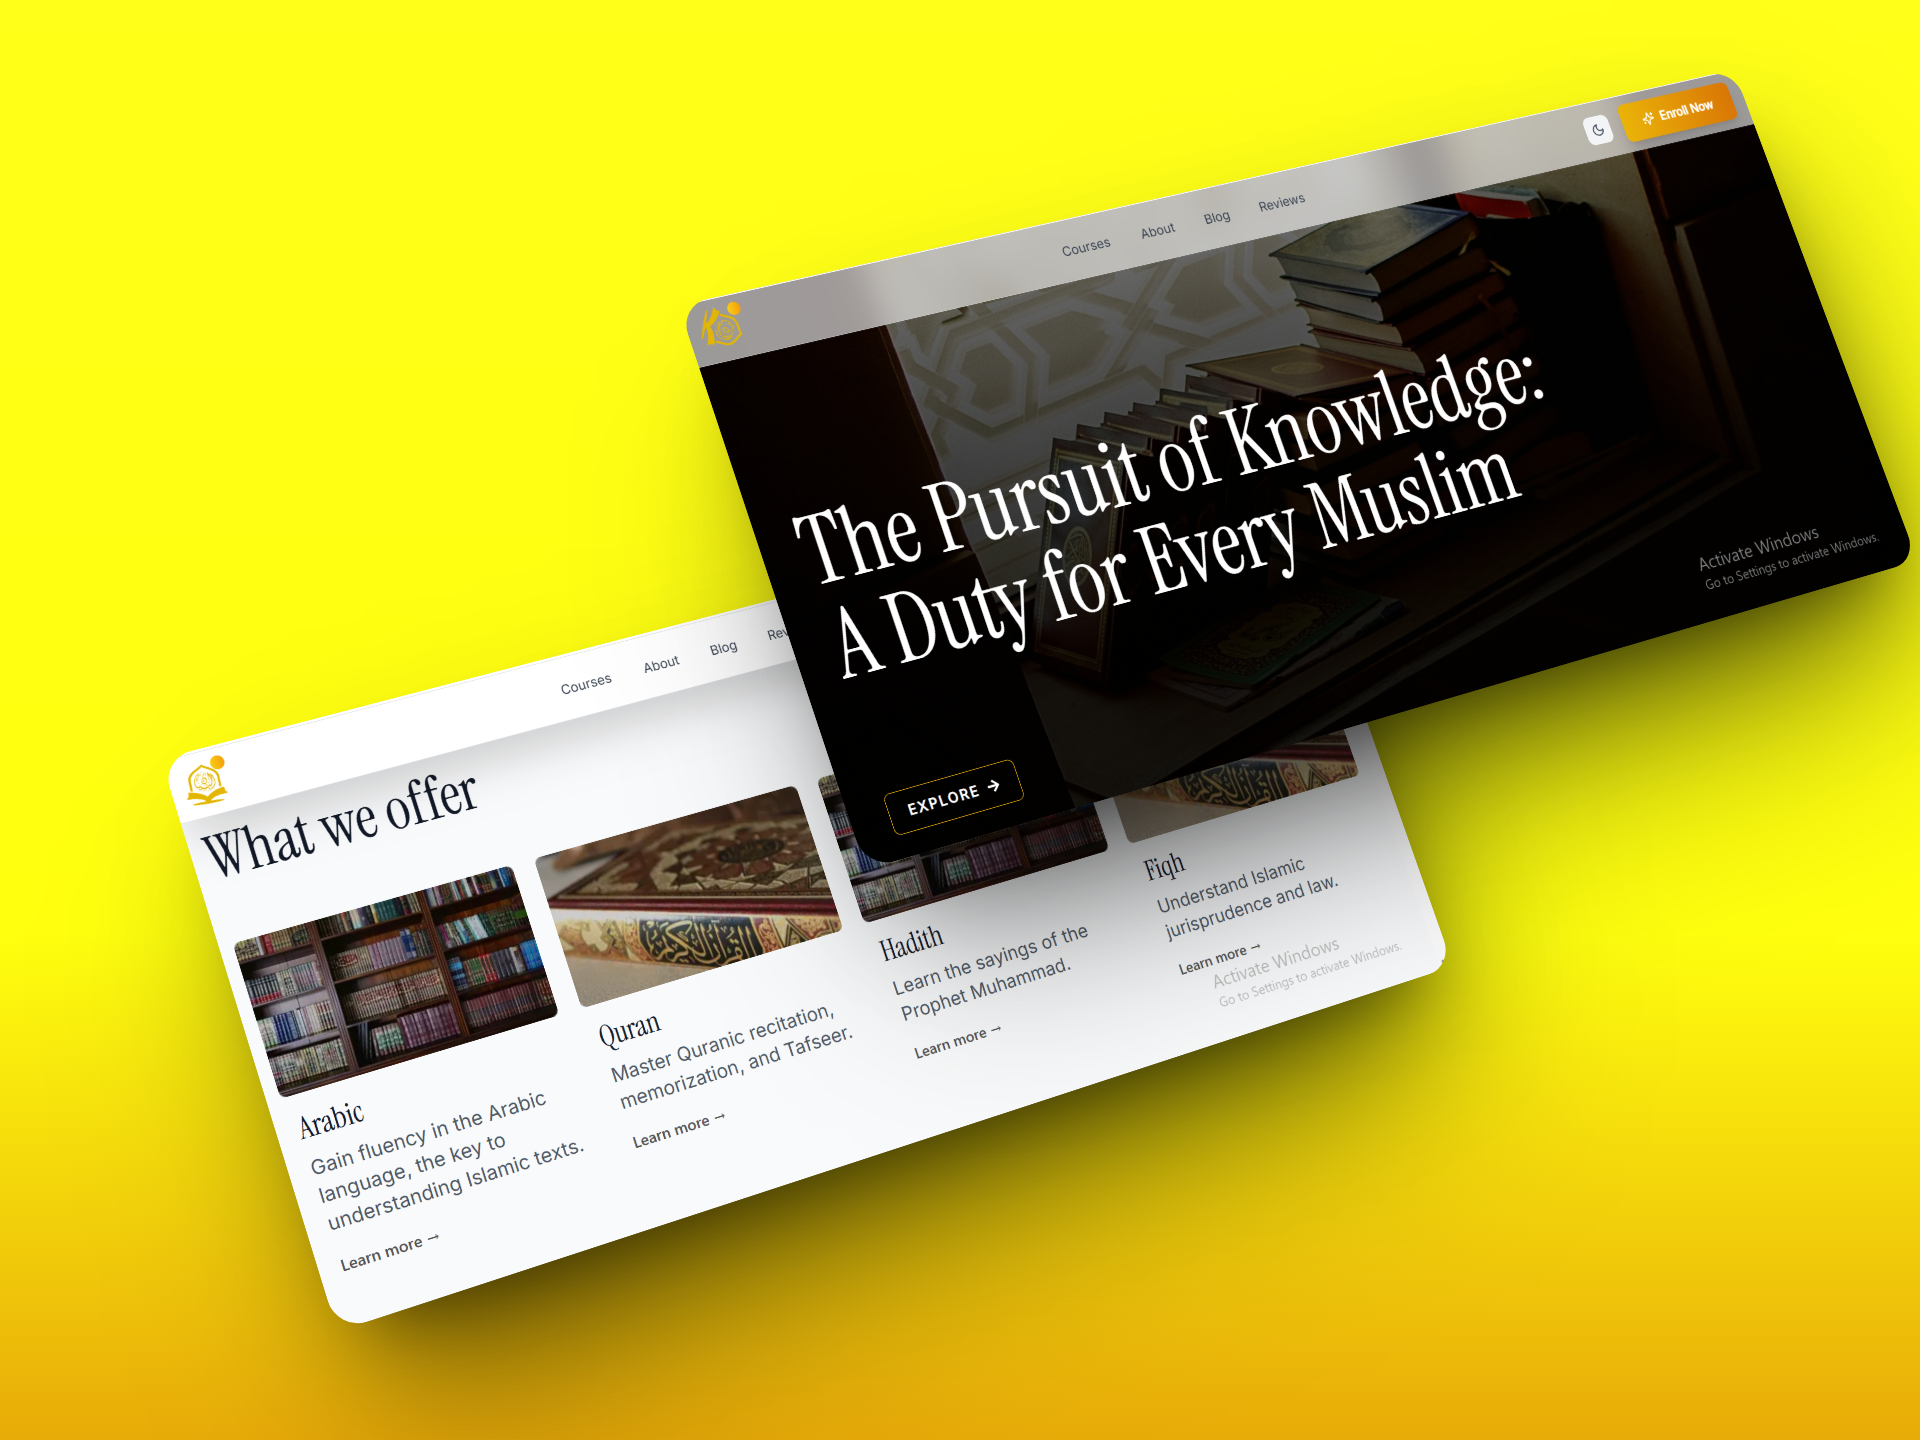 Enroll Now
Courses About Blog Reviews
The Pursuit of Knowledge:
A Duty for Every Muslim
EXPLORE →
Activate Windows
Go to Settings to activate Windows.
Courses About Blog Rev
What we offer
Arabic
Gain fluency in the Arabic
language, the key to
understanding Islamic texts.
Learn more →
Quran
Master Quranic recitation,
memorization, and Tafseer.
Learn more →
Hadith
Learn the sayings of the
Prophet Muhammad.
Learn more →
Fiqh
Understand Islamic
jurisprudence and law.
Learn more →
Activate Windows
Go to Settings to activate Windows.